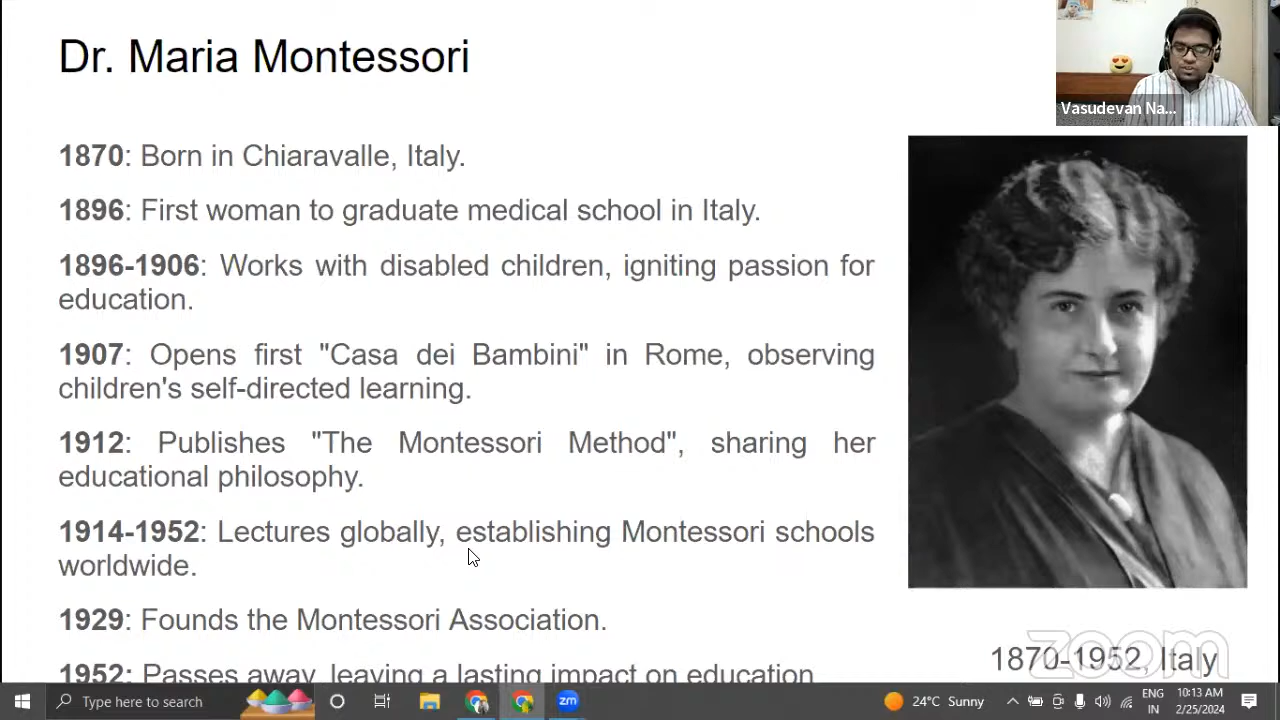 Dr. Maria Montessori
Vasudevan Na...
1870: Born in Chiaravalle, Italy.
1896: First woman to graduate medical school in Italy.
1896-1906: Works with disabled children, igniting passion for
education.
1907: Opens first "Casa dei Bambini" in Rome, observing
children's self-directed learning.
1912: Publishes "The Montessori Method", sharing her
educational philosophy.
1914-1952: Lectures globally, establishing Montessori schools
worldwide.
1929: Founds the Montessori Association.
1952: Passes away, leaving a lasting impact on education
1870-1952, Italy
zoom
Type here to search
zm
24°C Sunny
ENG
IN
10:13 AM
2/25/2024